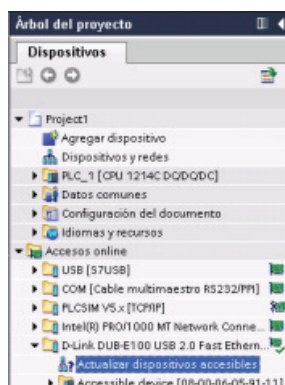 Árbol del proyecto
Dispositivos
Project1
Agregar dispositivo
Dispositivos y redes
PLC_1 [CPU 1214C DC/DC/DC]
Datos comunes
Configuración del documento
Idiomas y recursos
Accesos online
USB [S7USB]
COM [Cable multimaestro RS232/PPI]
PLCSIM V5.x [TCP/IP]
Intel(R) PRO/1000 MT Network Conne...
D-Link DUB-E100 USB 2.0 Fast Ethern...
Actualizar dispositivos accesibles
Accessible device [08-00-06-05-91-11]